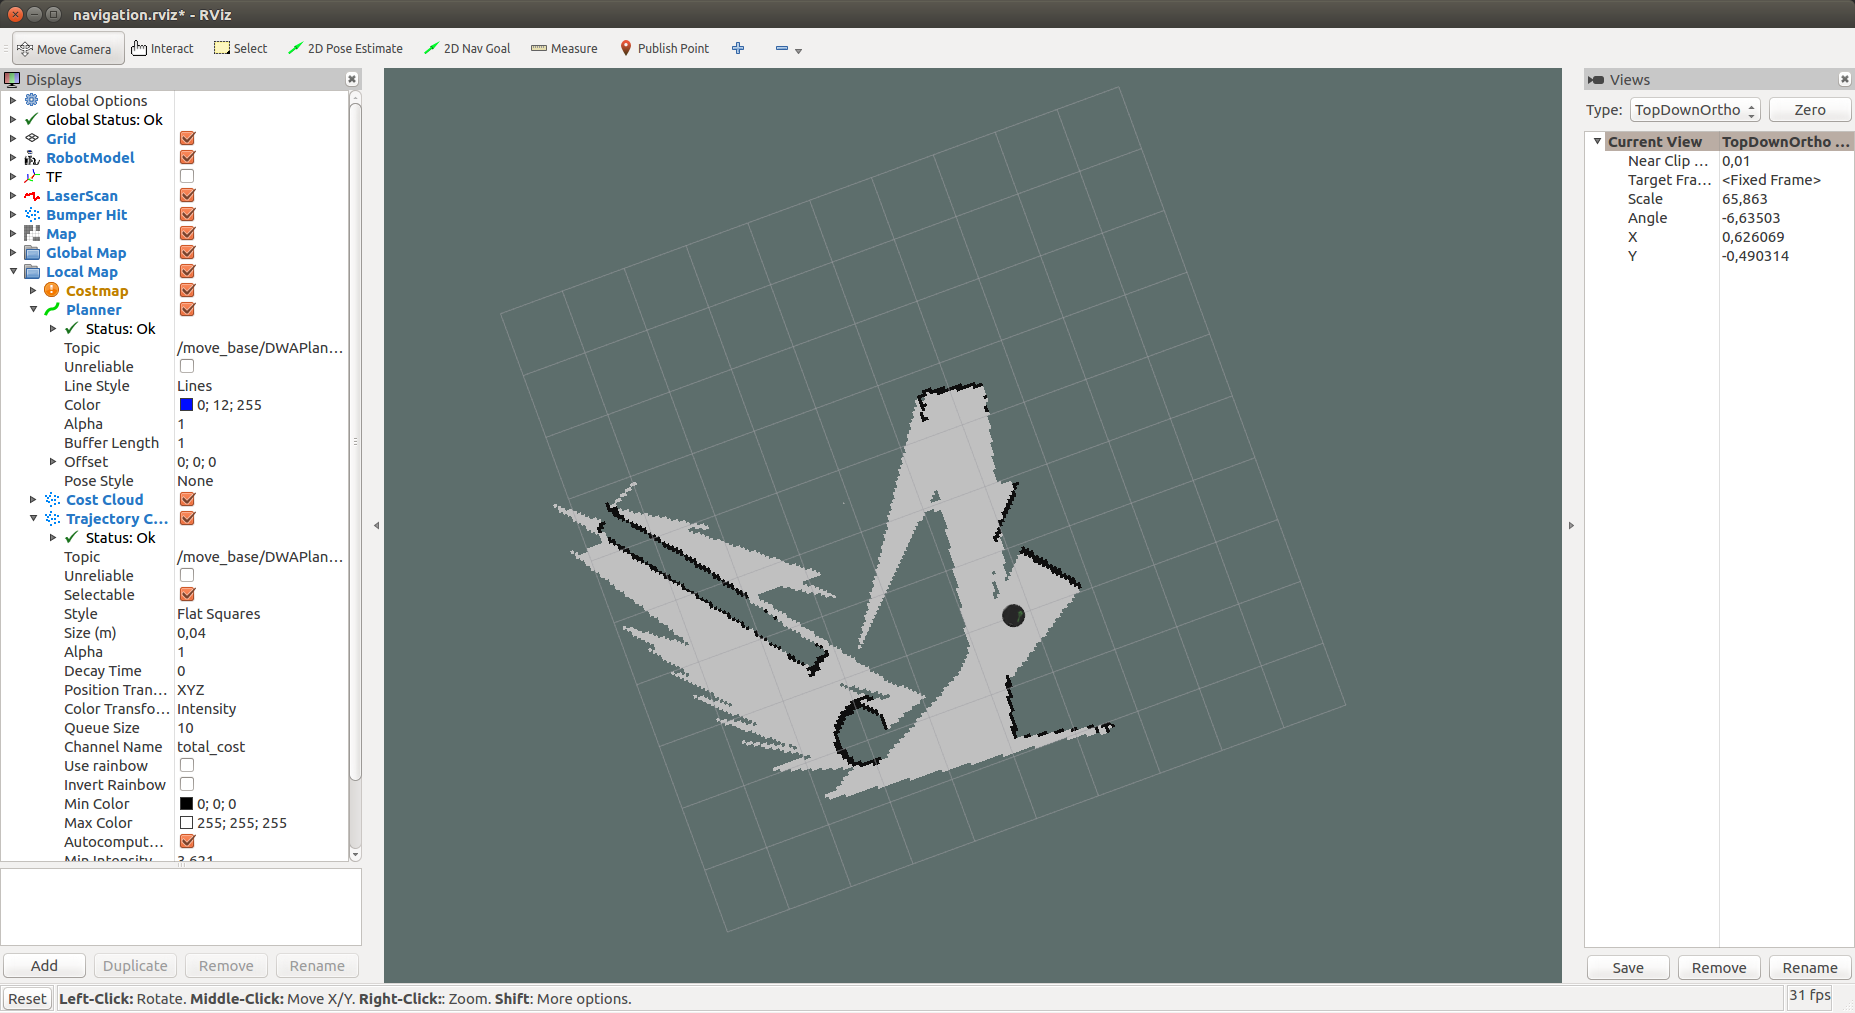 navigation.rviz* - RViz
Move Camera Interact Select 2D Pose Estimate 2D Nav Goal Measure Publish Point
Displays
Global Options
Global Status: Ok
Grid
RobotModel
TF
LaserScan
Bumper Hit
Map
Global Map
Local Map
Costmap
Planner
Status: Ok
Topic /move_base/DWAPlan...
Unreliable
Line Style Lines
Color 0; 12; 255
Alpha 1
Buffer Length 1
Offset 0; 0; 0
Pose Style None
Cost Cloud
Trajectory C...
Status: Ok
Topic /move_base/DWAPlan...
Unreliable
Selectable
Style Flat Squares
Size (m) 0,04
Alpha 1
Decay Time 0
Position Tran... XYZ
Color Transfo... Intensity
Queue Size 10
Channel Name total_cost
Use rainbow
Invert Rainbow
Min Color 0; 0; 0
Max Color 255; 255; 255
Autocomput...
Min Intensity 3,621
Add Duplicate Remove Rename
Views
Type: TopDownOrtho Zero
Current View TopDownOrtho ...
Near Clip ... 0,01
Target Fra... <Fixed Frame>
Scale 65,863
Angle -6,63503
X 0,626069
Y -0,490314
Save Remove Rename
Reset Left-Click: Rotate. Middle-Click: Move X/Y. Right-Click:: Zoom. Shift: More options. 31 fps